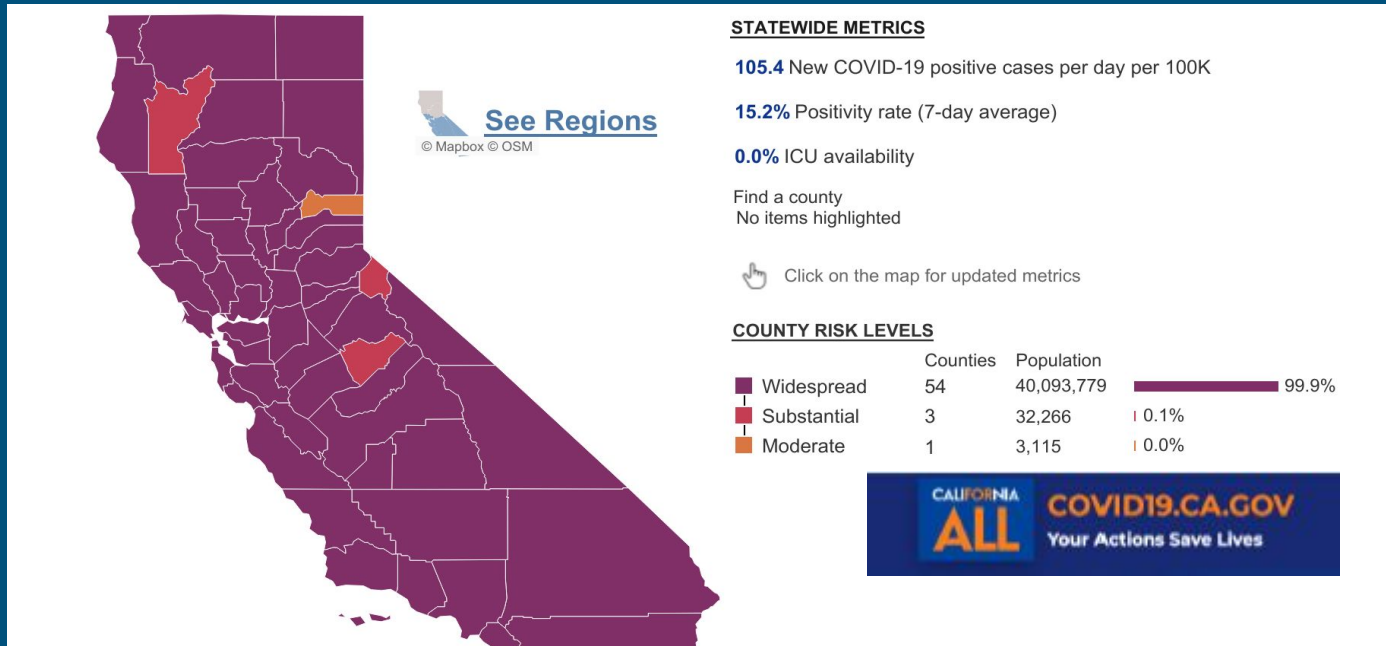 STATEWIDE METRICS
105.4 New COVID-19 positive cases per day per 100K
15.2% Positivity rate (7-day average)
0.0% ICU availability
See Regions
© Mapbox © OSM
Find a county
No items highlighted
Click on the map for updated metrics
COUNTY RISK LEVELS
Counties Population
Widespread 54 40,093,779 99.9%
Substantial 3 32,266 0.1%
Moderate 1 3,115 0.0%
CALIFORNIA
ALL
COVID19.CA.GOV
Your Actions Save Lives